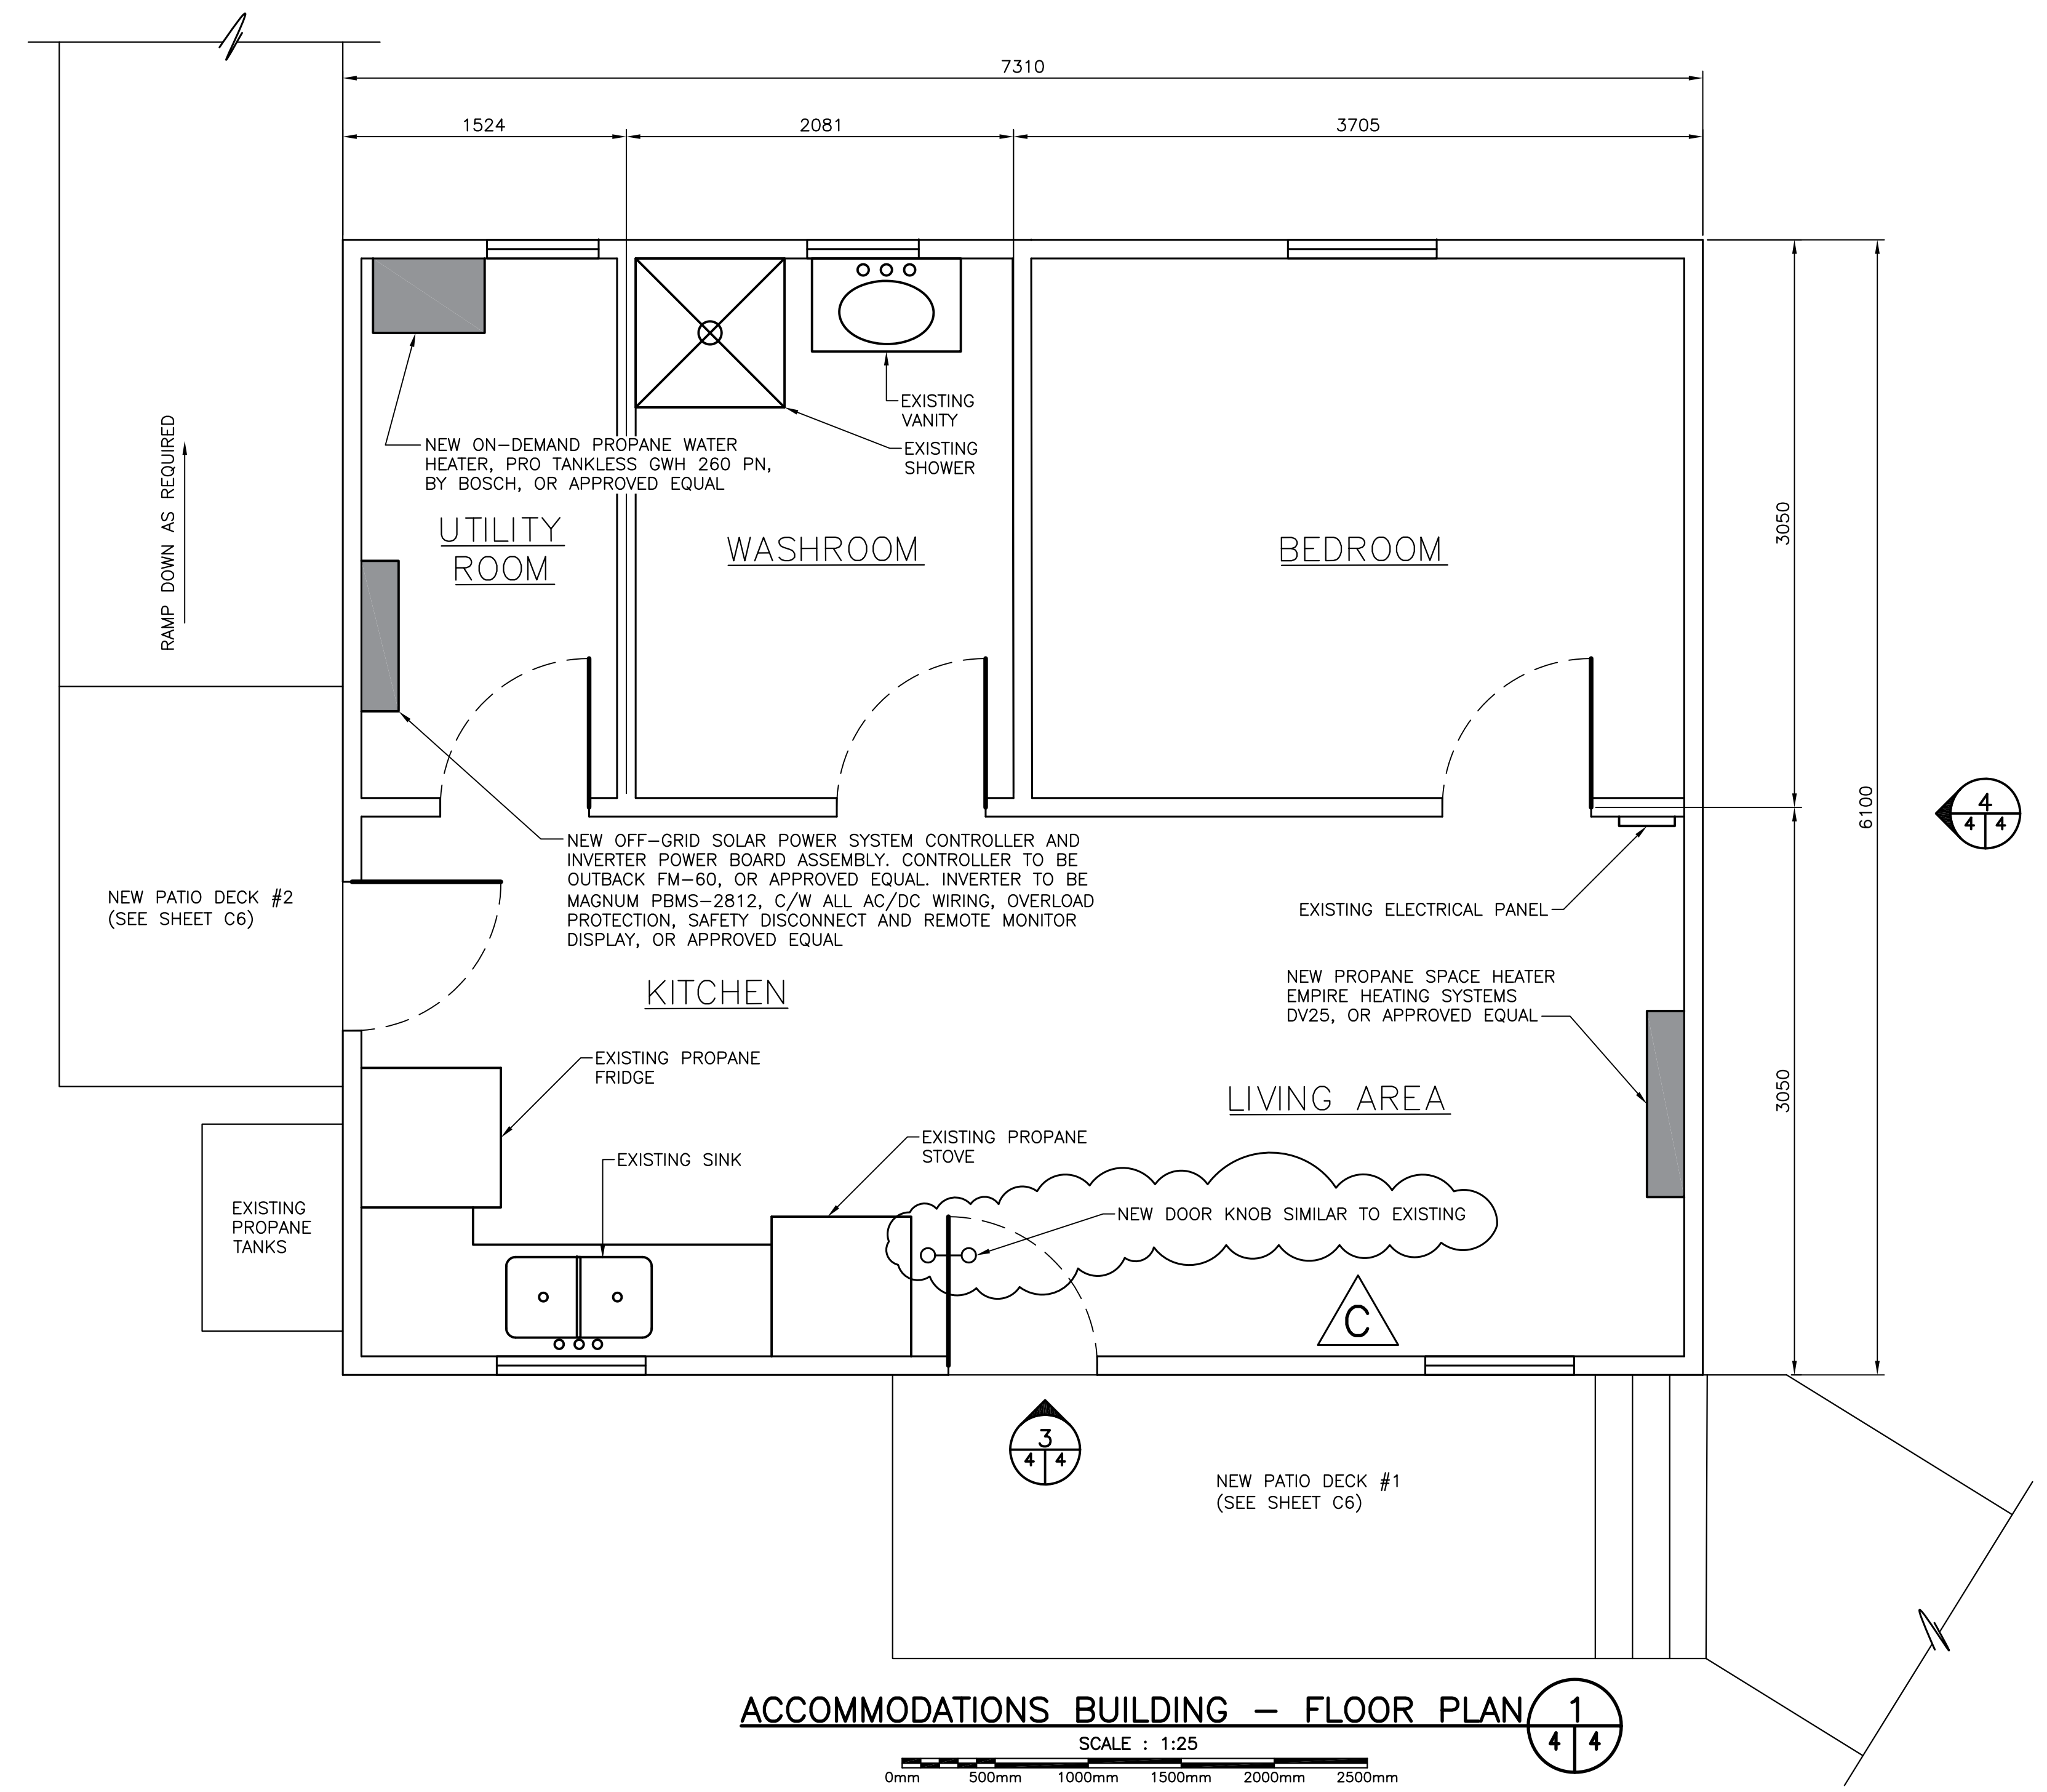 7310
1524
2081
3705
EXISTING
VANITY
EXISTING
SHOWER
NEW ON-DEMAND PROPANE WATER
HEATER, PRO TANKLESS GWH 260 PN,
BY BOSCH, OR APPROVED EQUAL
RAMP DOWN AS REQUIRED
UTILITY
ROOM
WASHROOM
BEDROOM
3050
6100
4
4 4
NEW OFF-GRID SOLAR POWER SYSTEM CONTROLLER AND
INVERTER POWER BOARD ASSEMBLY. CONTROLLER TO BE
OUTBACK FM-60, OR APPROVED EQUAL. INVERTER TO BE
MAGNUM PBMS-2812, C/W ALL AC/DC WIRING, OVERLOAD
PROTECTION, SAFETY DISCONNECT AND REMOTE MONITOR
DISPLAY, OR APPROVED EQUAL
NEW PATIO DECK #2
(SEE SHEET C6)
EXISTING ELECTRICAL PANEL
KITCHEN
NEW PROPANE SPACE HEATER
EMPIRE HEATING SYSTEMS
DV25, OR APPROVED EQUAL
EXISTING PROPANE
FRIDGE
3050
LIVING AREA
EXISTING PROPANE
STOVE
EXISTING SINK
EXISTING
PROPANE
TANKS
NEW DOOR KNOB SIMILAR TO EXISTING
C
3
4 4
NEW PATIO DECK #1
(SEE SHEET C6)
ACCOMMODATIONS BUILDING - FLOOR PLAN
1
4 4
SCALE : 1:25
0mm 500mm 1000mm 1500mm 2000mm 2500mm